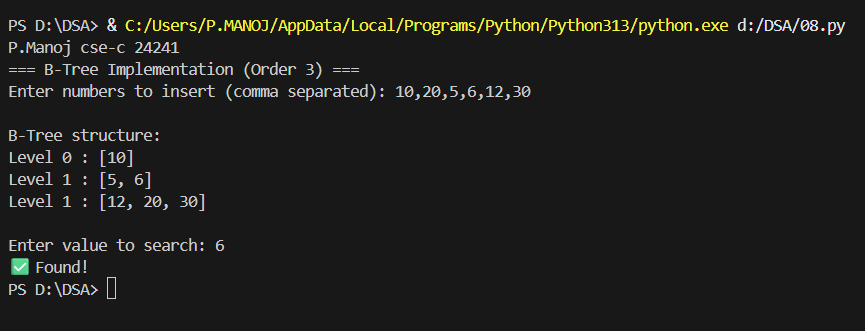 PS D:\DSA> & C:/Users/P.MANOJ/AppData/Local/Programs/Python/Python313/python.exe d:/DSA/08.py
P.Manoj cse-c 24241
=== B-Tree Implementation (Order 3) ===
Enter numbers to insert (comma separated): 10,20,5,6,12,30
B-Tree structure:
Level 0 : [10]
Level 1 : [5, 6]
Level 1 : [12, 20, 30]
Enter value to search: 6
✅ Found!
PS D:\DSA>